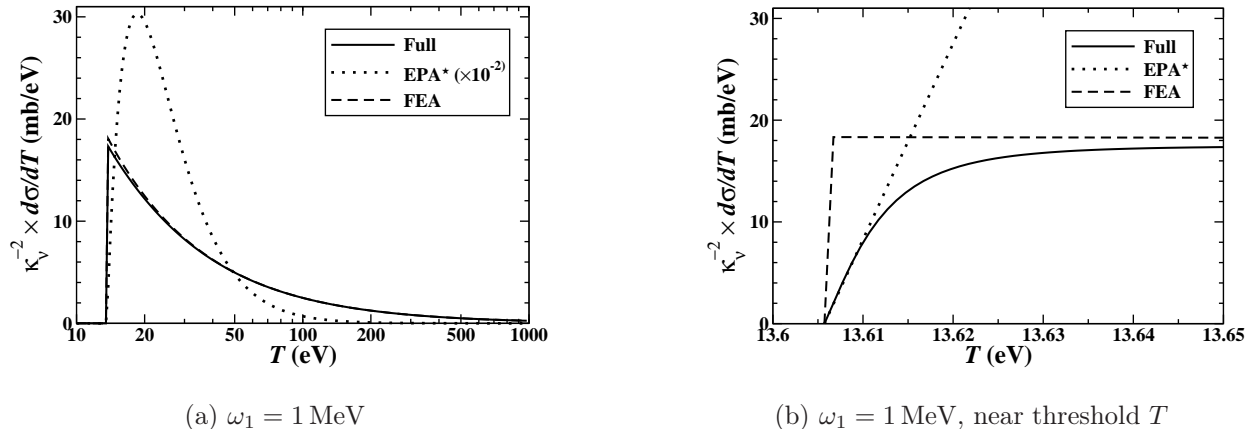 30
20
10
0
κν⁻² × dσ/dT (mb/eV)
Full
EPA⋆ (×10⁻²)
FEA
10 20 50 100 200 500 1000
T (eV)
(a) ω₁ = 1 MeV
30
20
10
0
κν⁻² × dσ/dT (mb/eV)
Full
EPA⋆
FEA
13.6 13.61 13.62 13.63 13.64 13.65
T (eV)
(b) ω₁ = 1 MeV, near threshold T